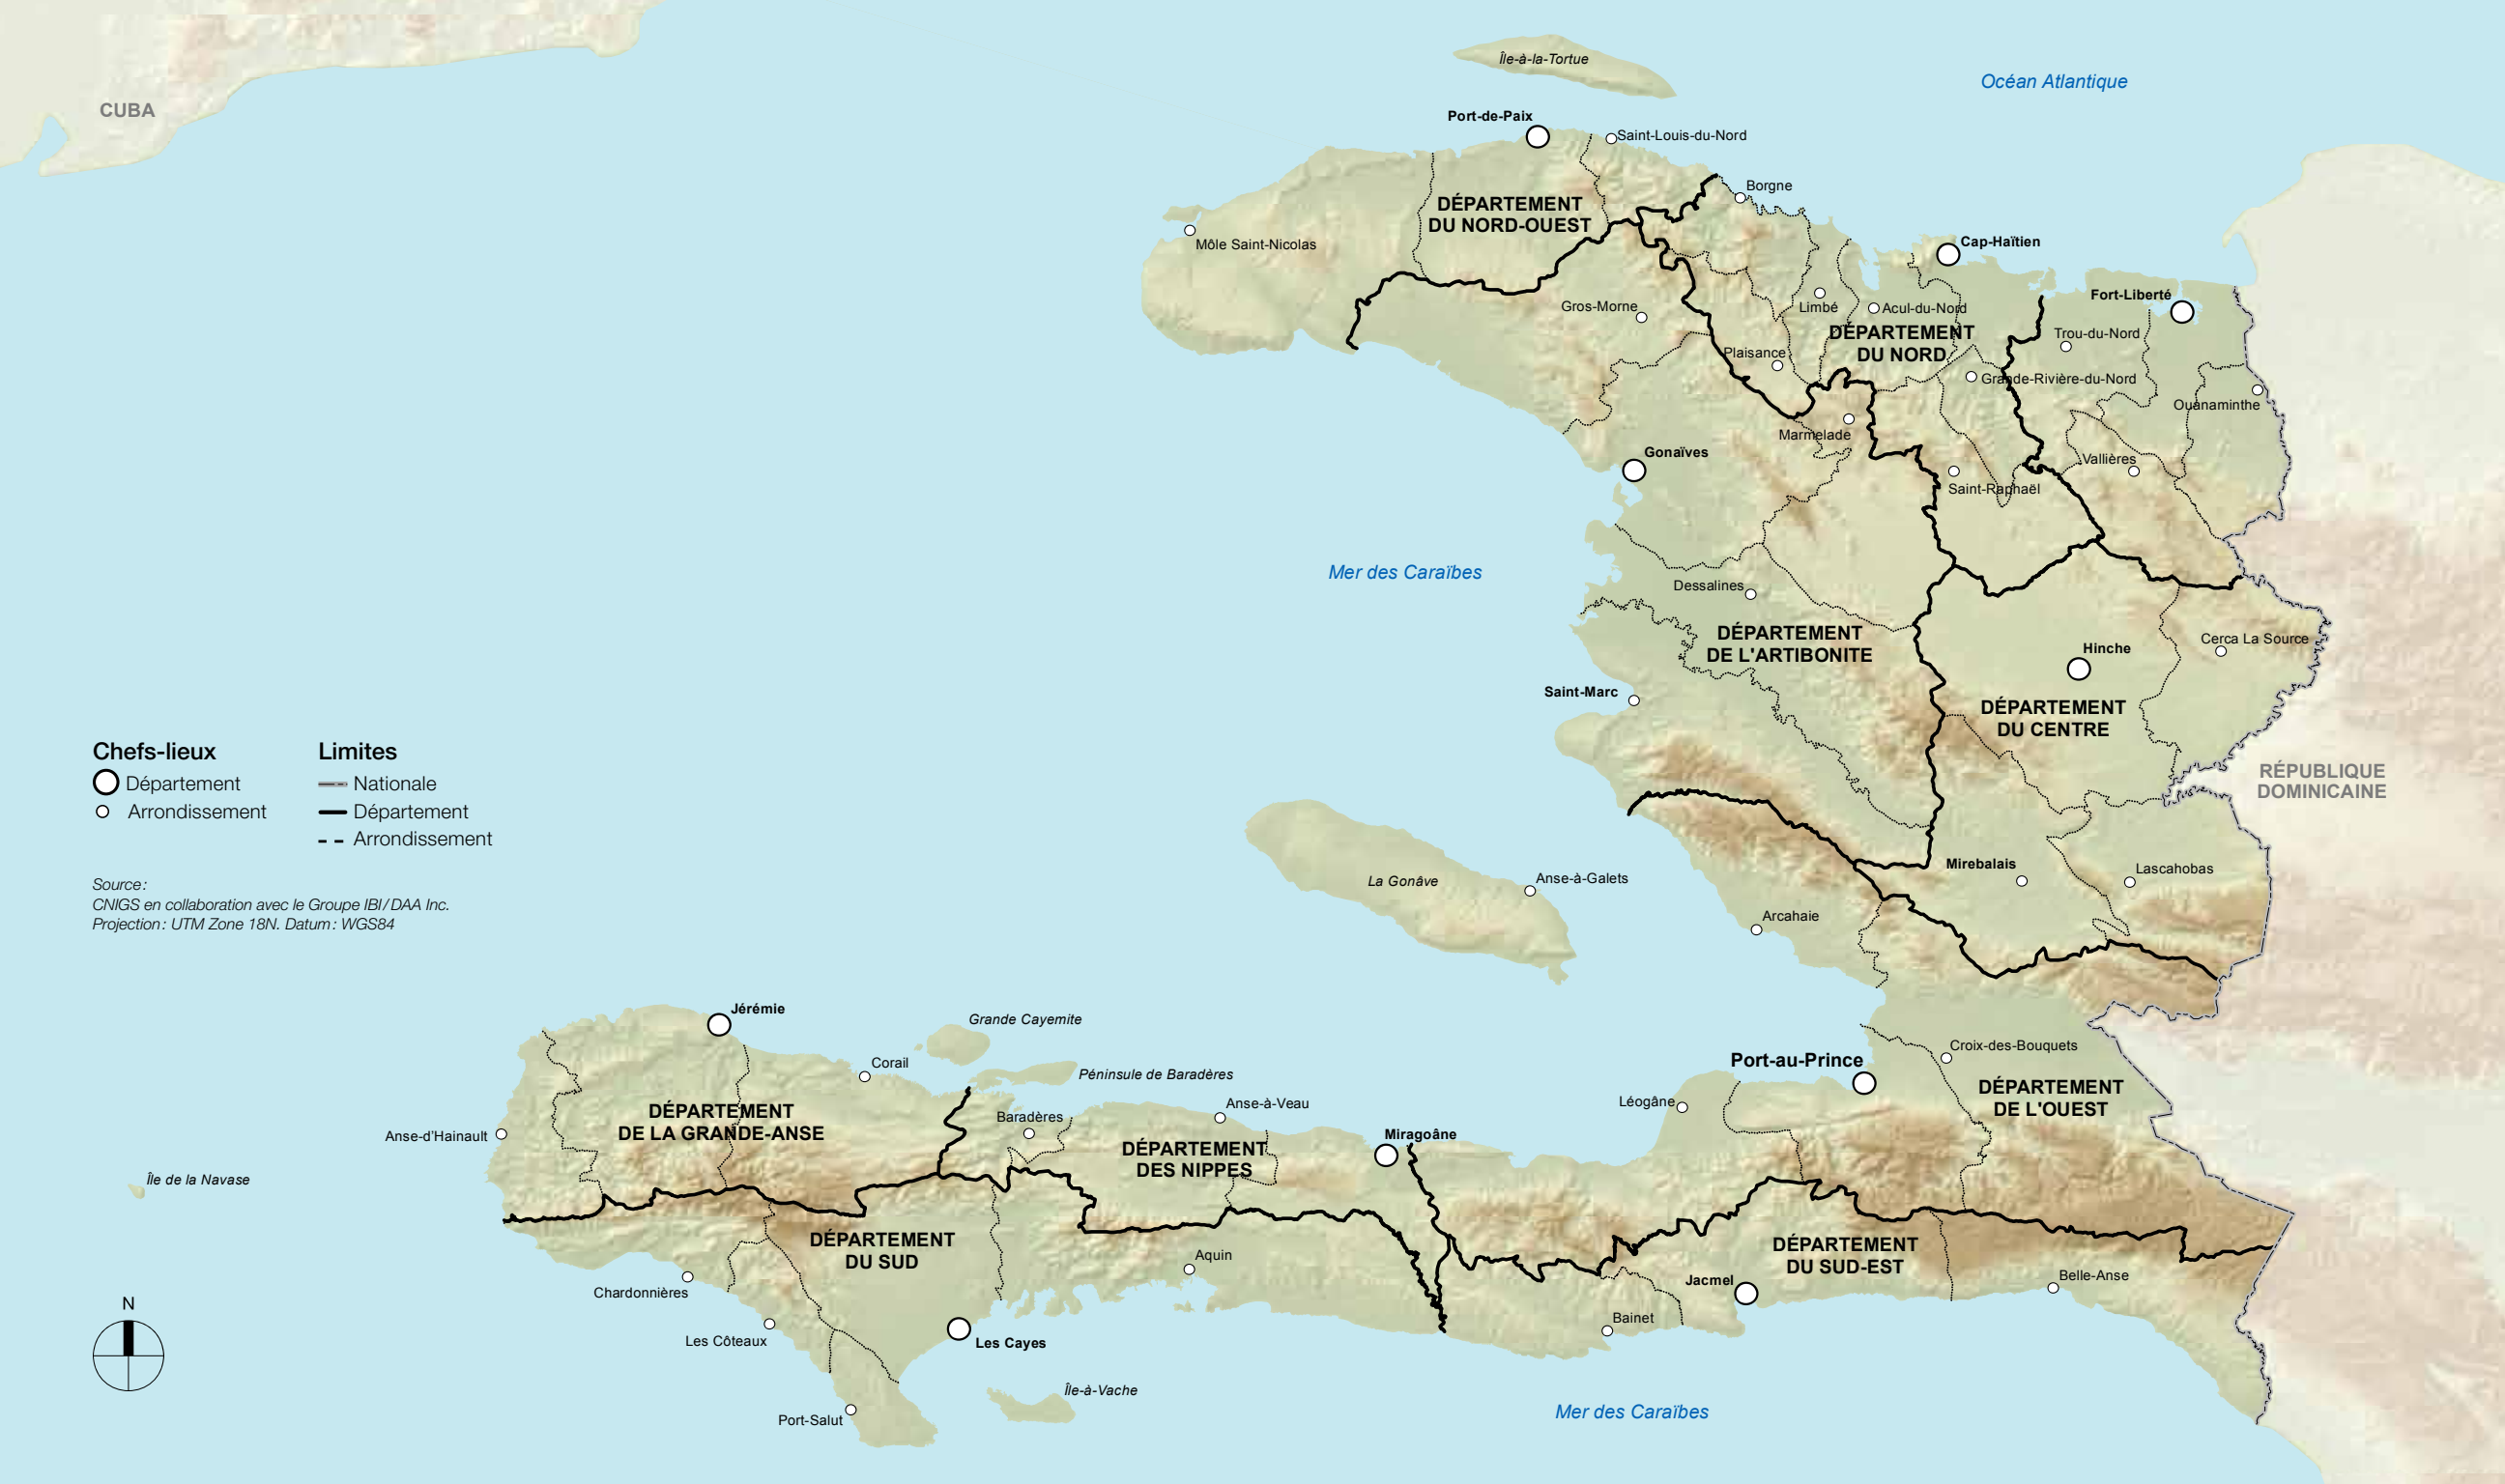 Île-à-la-Tortue
Océan Atlantique
CUBA
Port-de-Paix
Saint-Louis-du-Nord
Borgne
DÉPARTEMENT
DU NORD-OUEST
Môle Saint-Nicolas
Cap-Haïtien
Fort-Liberté
Gros-Morne
Limbé
Acul-du-Nord
DÉPARTEMENT
DU NORD
Trou-du-Nord
Plaisance
Grande-Rivière-du-Nord
Ouanaminthe
Marmelade
Gonaïves
Vallières
Saint-Raphaël
Mer des Caraïbes
Dessalines
DÉPARTEMENT
DE L'ARTIBONITE
Cerca La Source
Hinche
Saint-Marc
DÉPARTEMENT
DU CENTRE
RÉPUBLIQUE
DOMINICAINE
Chefs-lieux
Département
Arrondissement
Limites
Nationale
Département
Arrondissement
Source :
CNIGS en collaboration avec le Groupe IBI / DAA Inc.
Projection : UTM Zone 18N. Datum : WGS84
Mirebalais
Lascahobas
La Gonâve
Anse-à-Galets
Arcahaie
Jérémie
Grande Cayemite
Corail
Péninsule de Baradères
Port-au-Prince
Croix-des-Bouquets
DÉPARTEMENT
DE L'OUEST
Léogâne
DÉPARTEMENT
DE LA GRANDE-ANSE
Baradères
Anse-à-Veau
Anse-d'Hainault
Miragoâne
DÉPARTEMENT
DES NIPPES
Île de la Navase
DÉPARTEMENT
DU SUD
Aquin
DÉPARTEMENT
DU SUD-EST
Jacmel
Belle-Anse
Chardonnières
N
Bainet
Les Côteaux
Les Cayes
Île-à-Vache
Port-Salut
Mer des Caraïbes